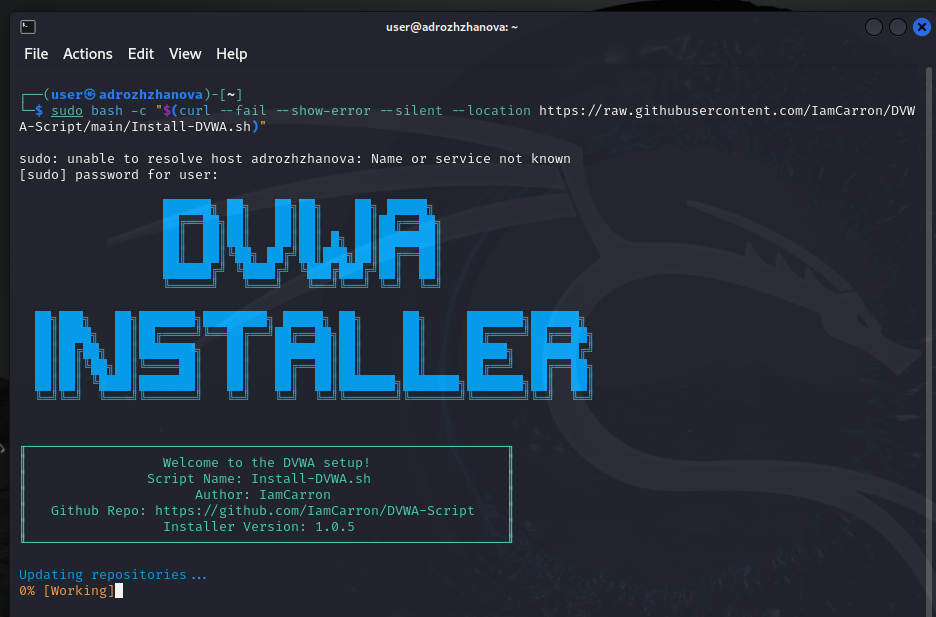 user@adrozhzhanova: ~
File Actions Edit View Help
┌──(user㉿adrozhzhanova)-[~]
└─$ sudo bash -c "$(curl --fail --show-error --silent --location https://raw.githubusercontent.com/IamCarron/DVW
A-Script/main/Install-DVWA.sh)"
sudo: unable to resolve host adrozhzhanova: Name or service not known
[sudo] password for user:
DVWA
INSTALLER
Welcome to the DVWA setup!
Script Name: Install-DVWA.sh
Author: IamCarron
Github Repo: https://github.com/IamCarron/DVWA-Script
Installer Version: 1.0.5
Updating repositories...
0% [Working]